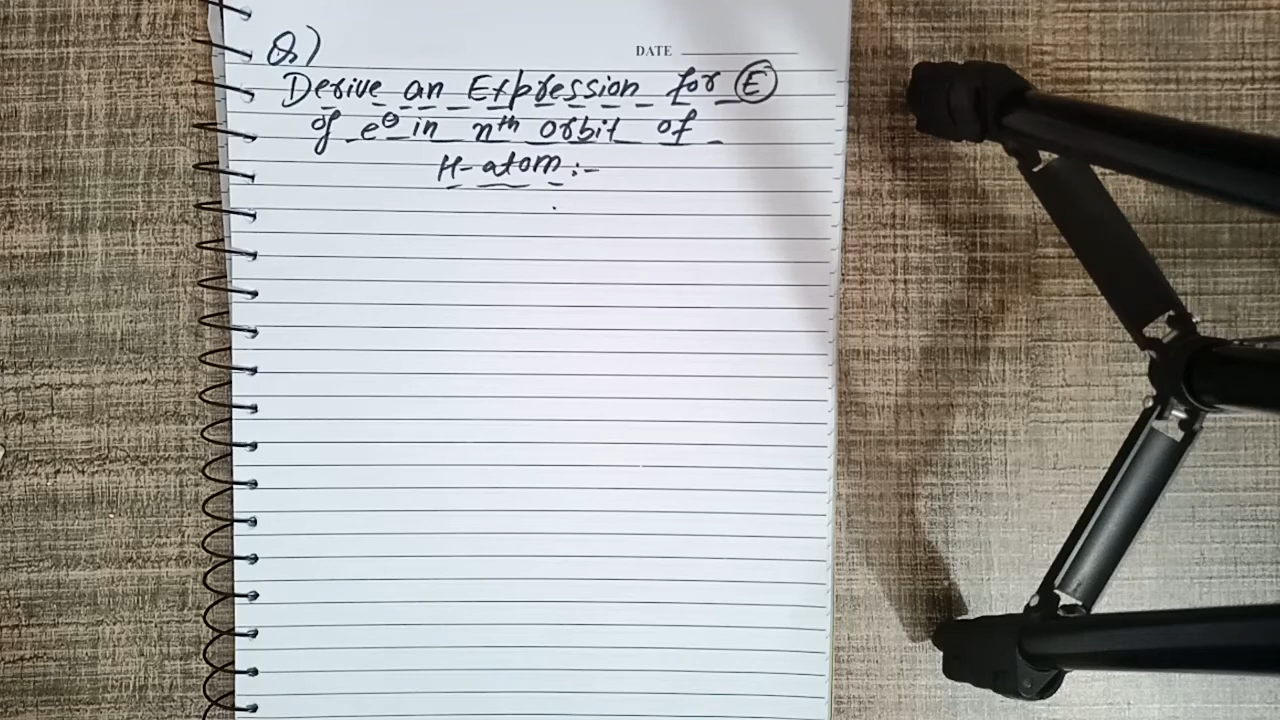 Q)
DATE
Derive an Expression for E
of e⊖ in nth orbit of
H-atom:-